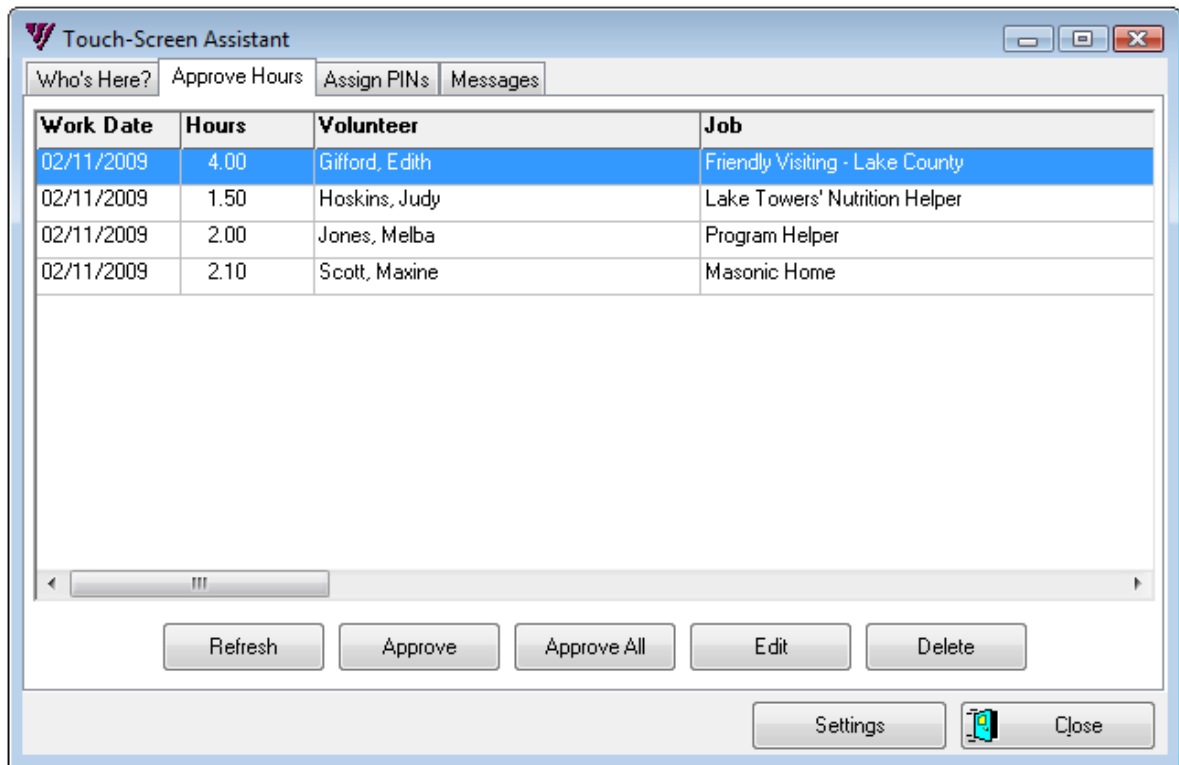 Touch-Screen Assistant
Who's Here? Approve Hours Assign PINs Messages
Work Date Hours Volunteer Job
02/11/2009 4.00 Gifford, Edith Friendly Visiting - Lake County
02/11/2009 1.50 Hoskins, Judy Lake Towers' Nutrition Helper
02/11/2009 2.00 Jones, Melba Program Helper
02/11/2009 2.10 Scott, Maxine Masonic Home
Refresh Approve Approve All Edit Delete
Settings Close